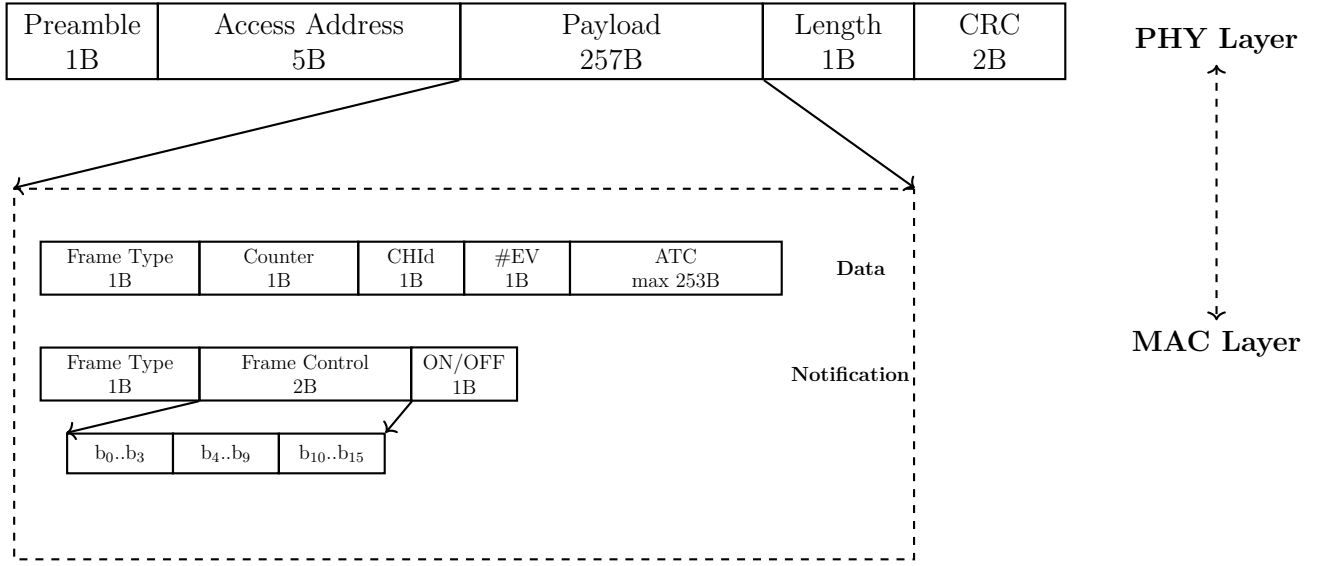 Preamble
1B
Access Address
5B
Payload
257B
Length
1B
CRC
2B
PHY Layer
Frame Type
1B
Counter
1B
CHId
1B
#EV
1B
ATC
max 253B
Data
MAC Layer
Frame Type
1B
Frame Control
2B
ON/OFF
1B
Notification
b₀..b₃
b₄..b₉
b₁₀..b₁₅